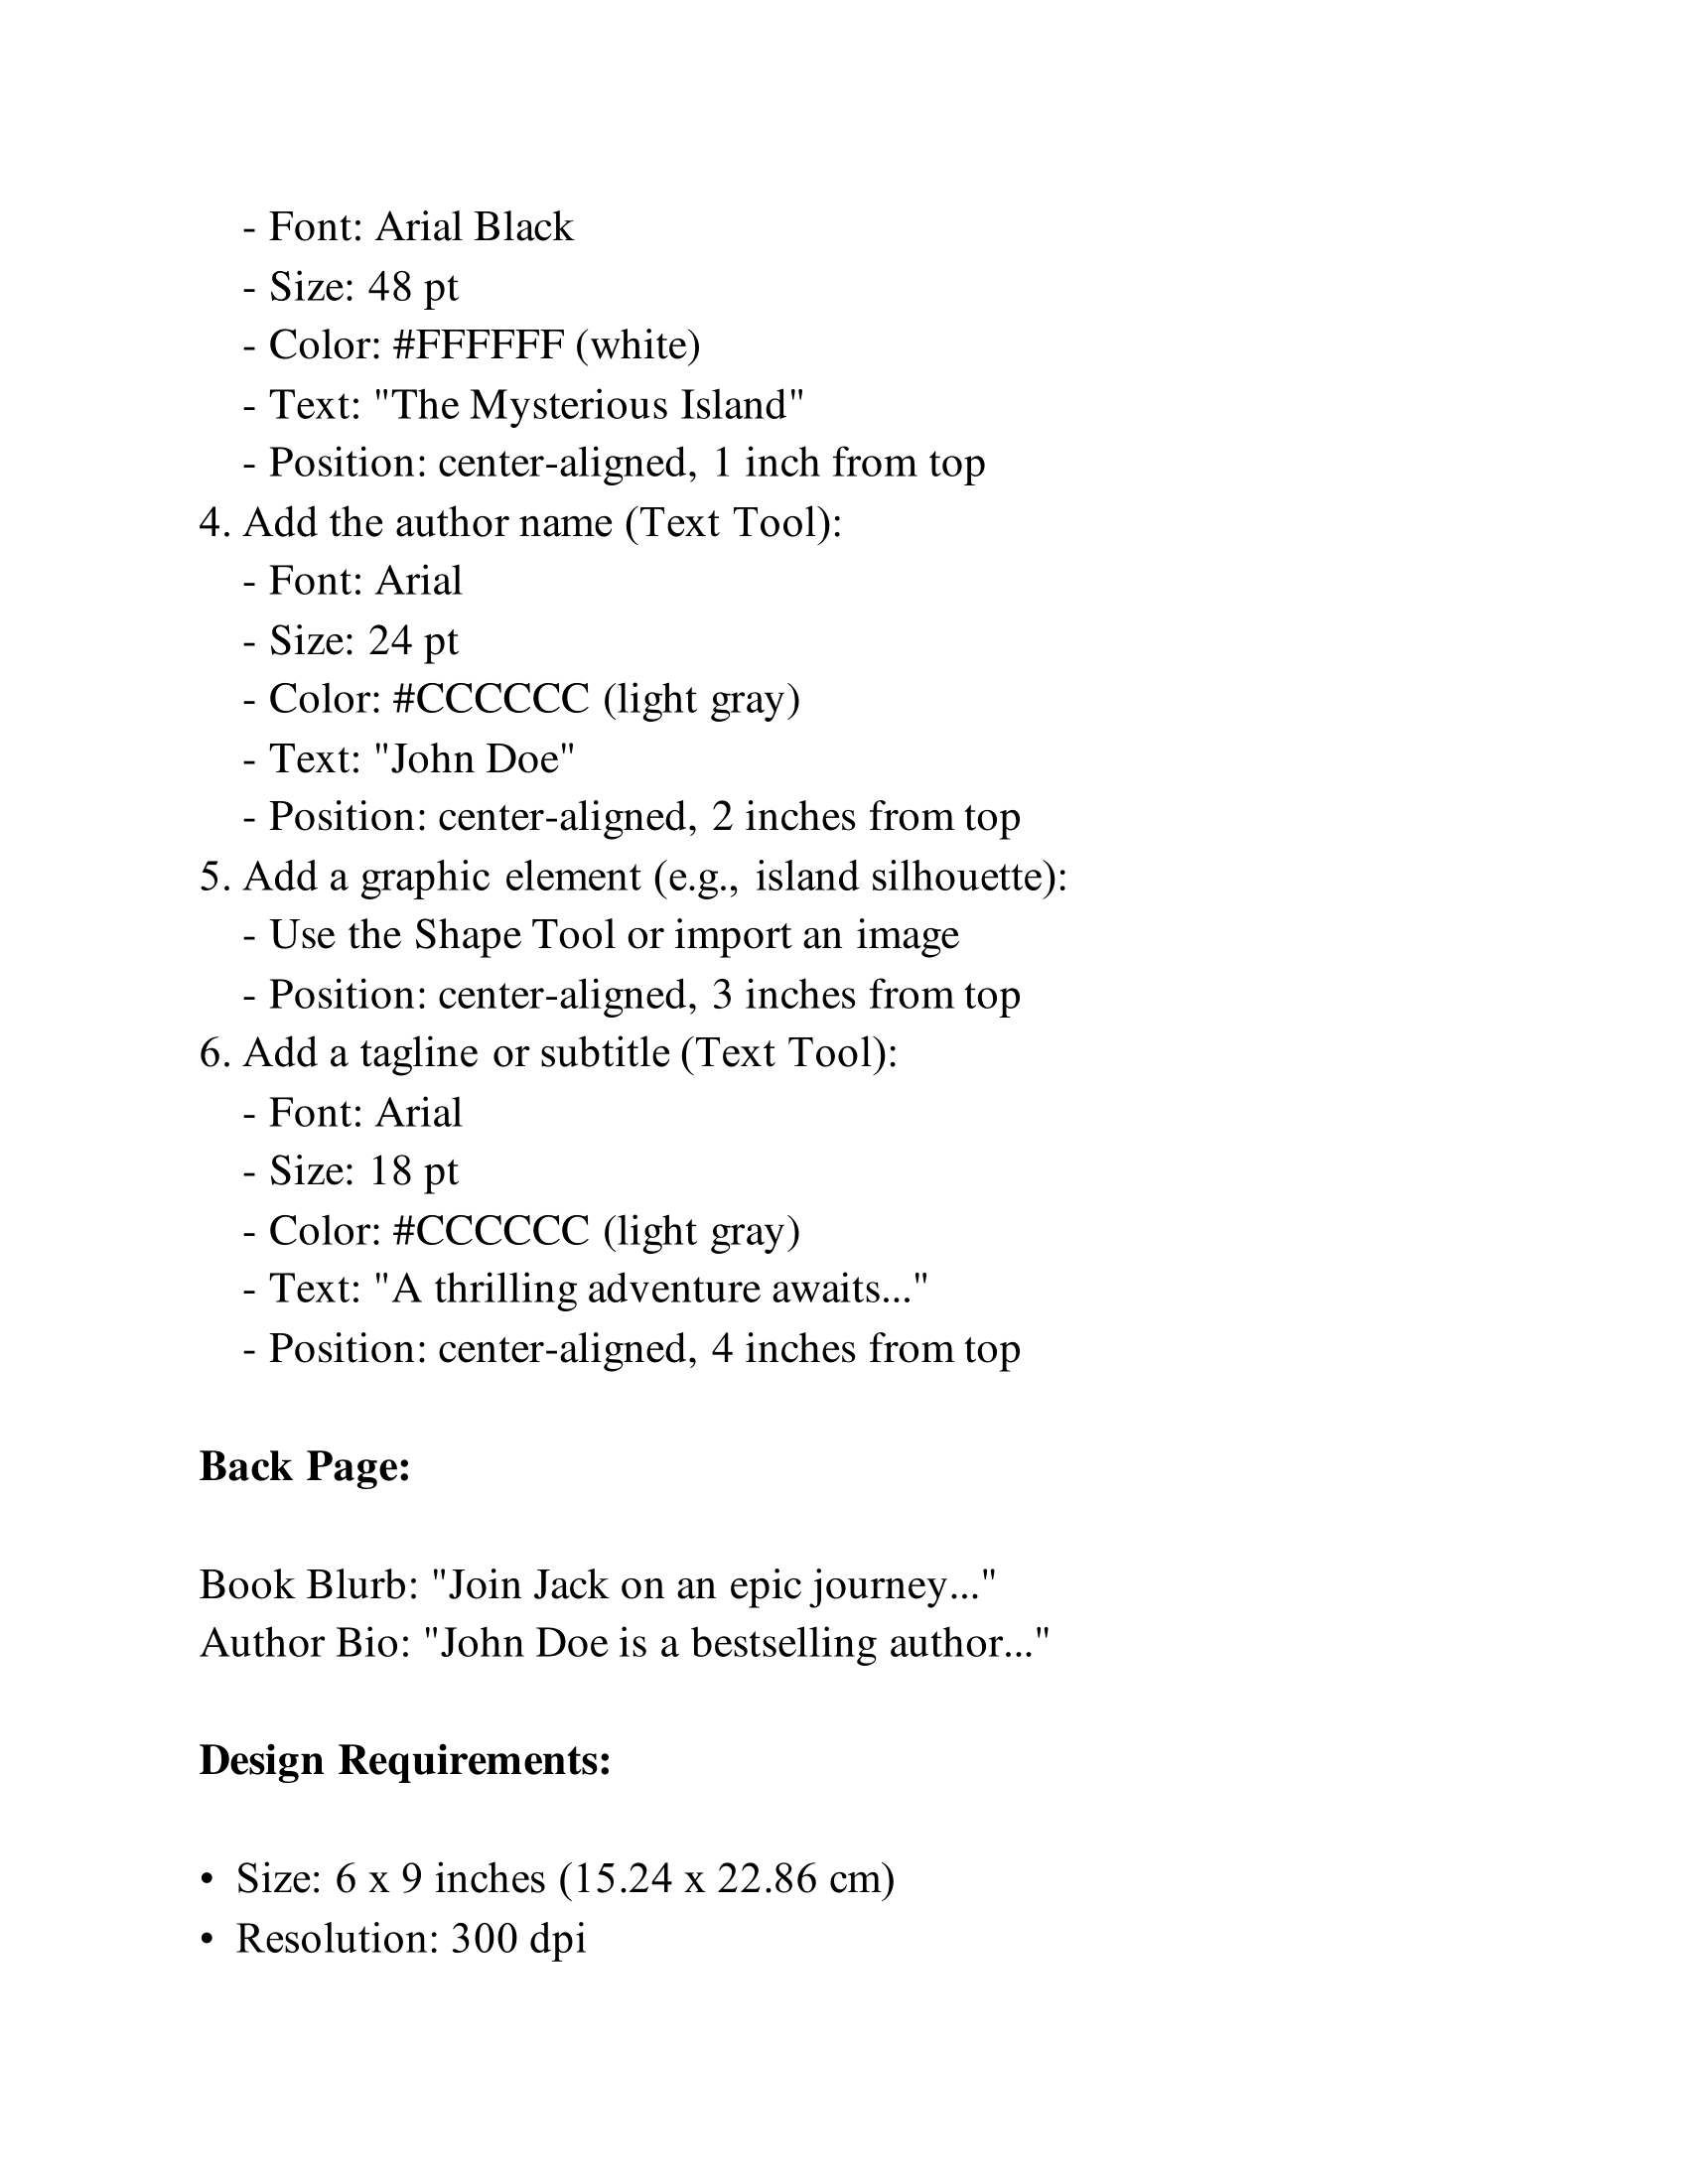 - Font: Arial Black
- Size: 48 pt
- Color: #FFFFFF (white)
- Text: "The Mysterious Island"
- Position: center-aligned, 1 inch from top
4. Add the author name (Text Tool):
- Font: Arial
- Size: 24 pt
- Color: #CCCCCC (light gray)
- Text: "John Doe"
- Position: center-aligned, 2 inches from top
5. Add a graphic element (e.g., island silhouette):
- Use the Shape Tool or import an image
- Position: center-aligned, 3 inches from top
6. Add a tagline or subtitle (Text Tool):
- Font: Arial
- Size: 18 pt
- Color: #CCCCCC (light gray)
- Text: "A thrilling adventure awaits..."
- Position: center-aligned, 4 inches from top
Back Page:
Book Blurb: "Join Jack on an epic journey..."
Author Bio: "John Doe is a bestselling author..."
Design Requirements:
• Size: 6 x 9 inches (15.24 x 22.86 cm)
• Resolution: 300 dpi